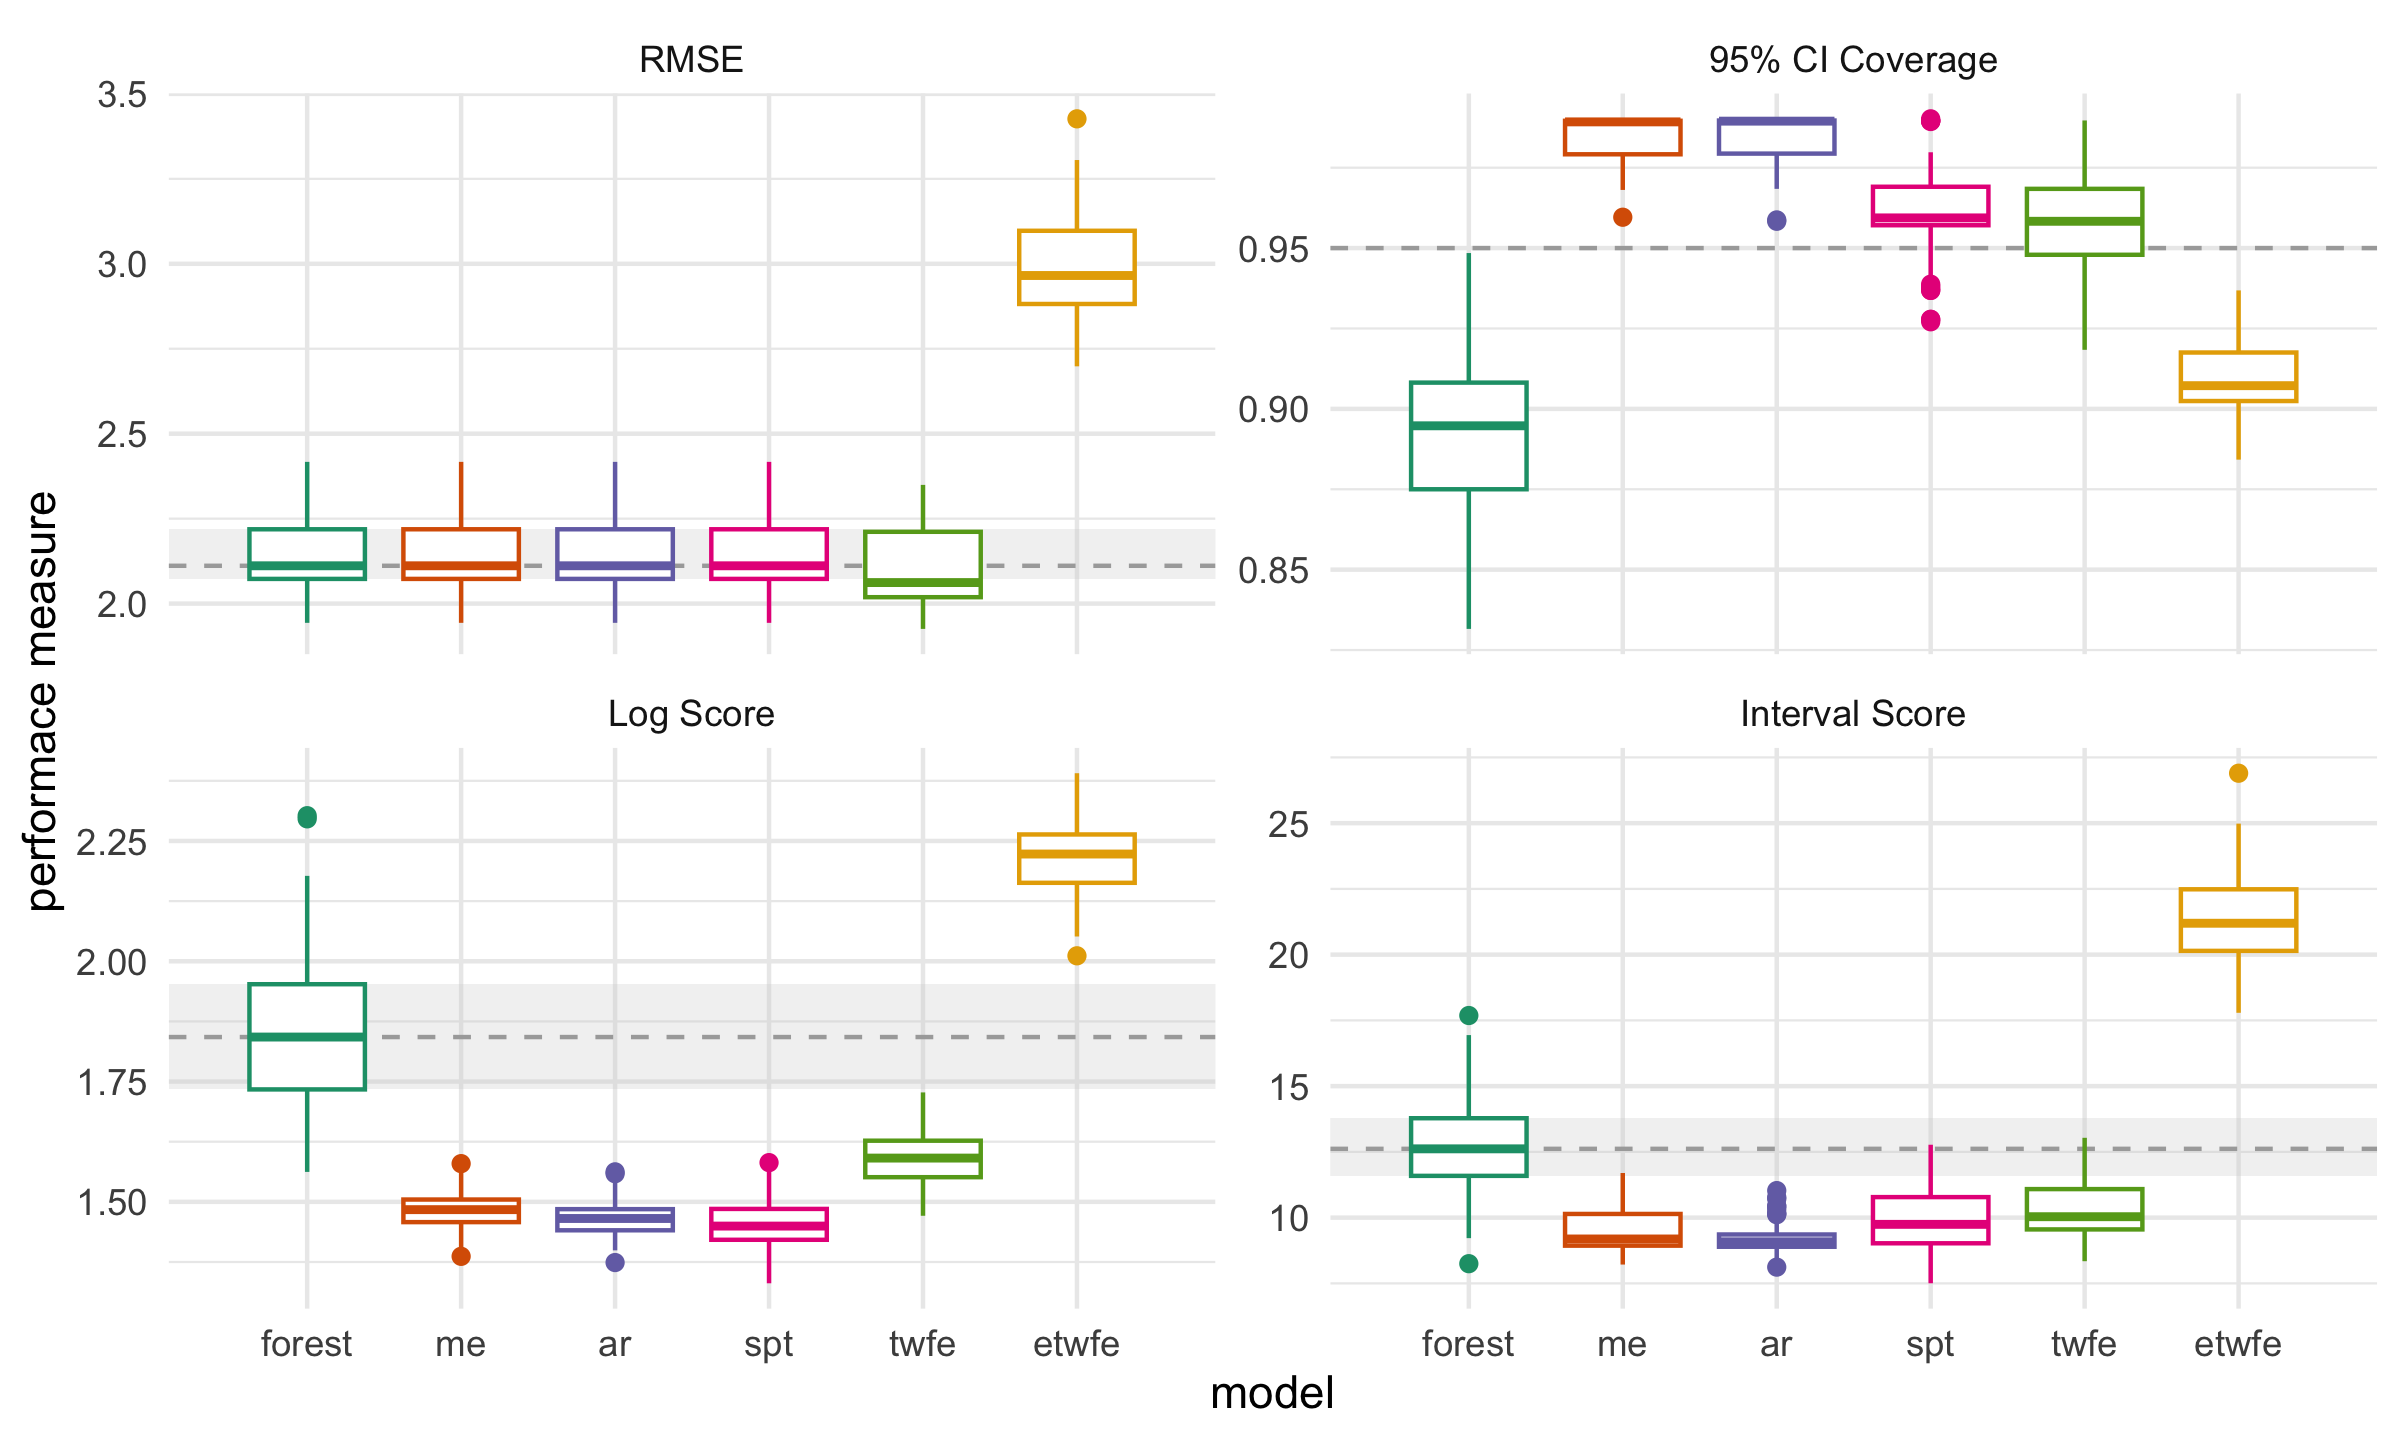 RMSE
95% CI Coverage
3.5
3.0
2.5
2.0
0.95
0.90
0.85
performace measure
Log Score
Interval Score
2.25
2.00
1.75
1.50
25
20
15
10
forest me ar spt twfe etwfe
forest me ar spt twfe etwfe
model